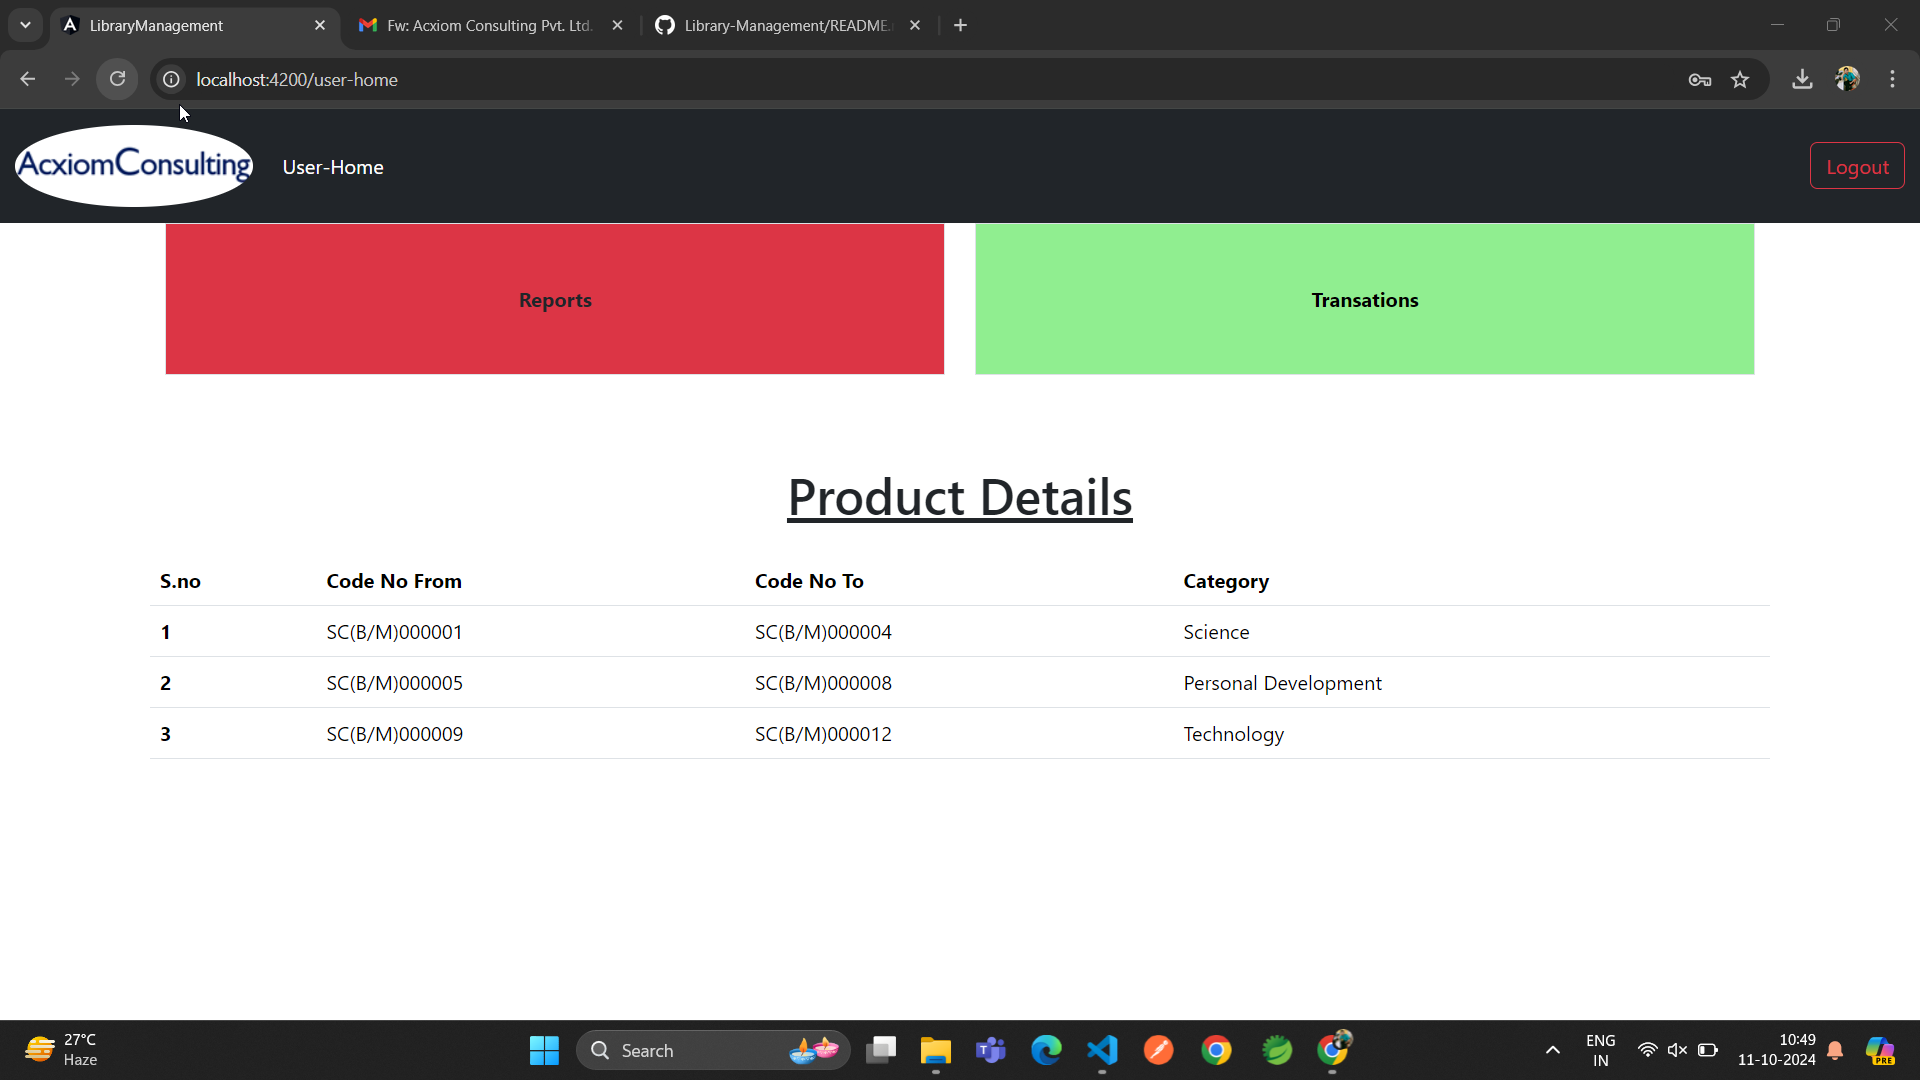 LibraryManagement
Fw: Acxiom Consulting Pvt. Ltd.
Library-Management/README.
localhost:4200/user-home
AcxiomConsulting
User-Home
Logout
Reports
Transations
Product Details
S.no Code No From Code No To Category
1 SC(B/M)000001 SC(B/M)000004 Science
2 SC(B/M)000005 SC(B/M)000008 Personal Development
3 SC(B/M)000009 SC(B/M)000012 Technology
27°C
Haze
Search
ENG
IN
10:49
11-10-2024
PRE